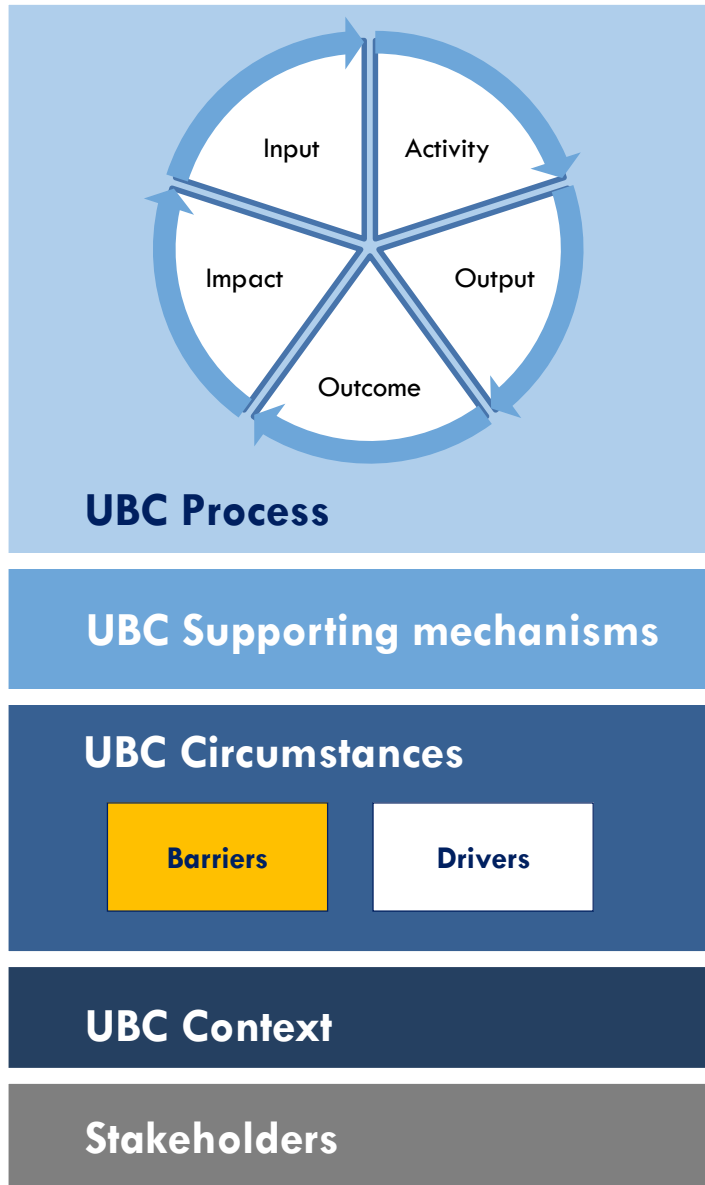 Input
Activity
Impact
Output
Outcome
UBC Process
UBC Supporting mechanisms
UBC Circumstances
Barriers
Drivers
UBC Context
Stakeholders